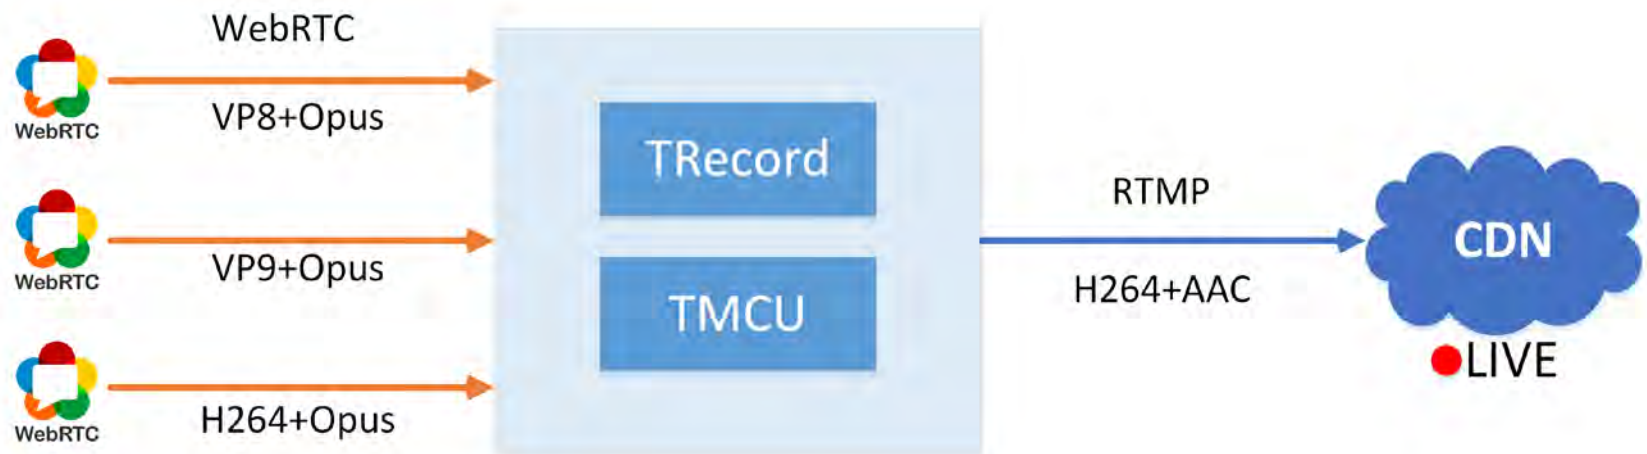 WebRTC
VP8+Opus
WebRTC
VP9+Opus
WebRTC
H264+Opus
WebRTC
TRecord
TMCU
RTMP
H264+AAC
CDN
LIVE